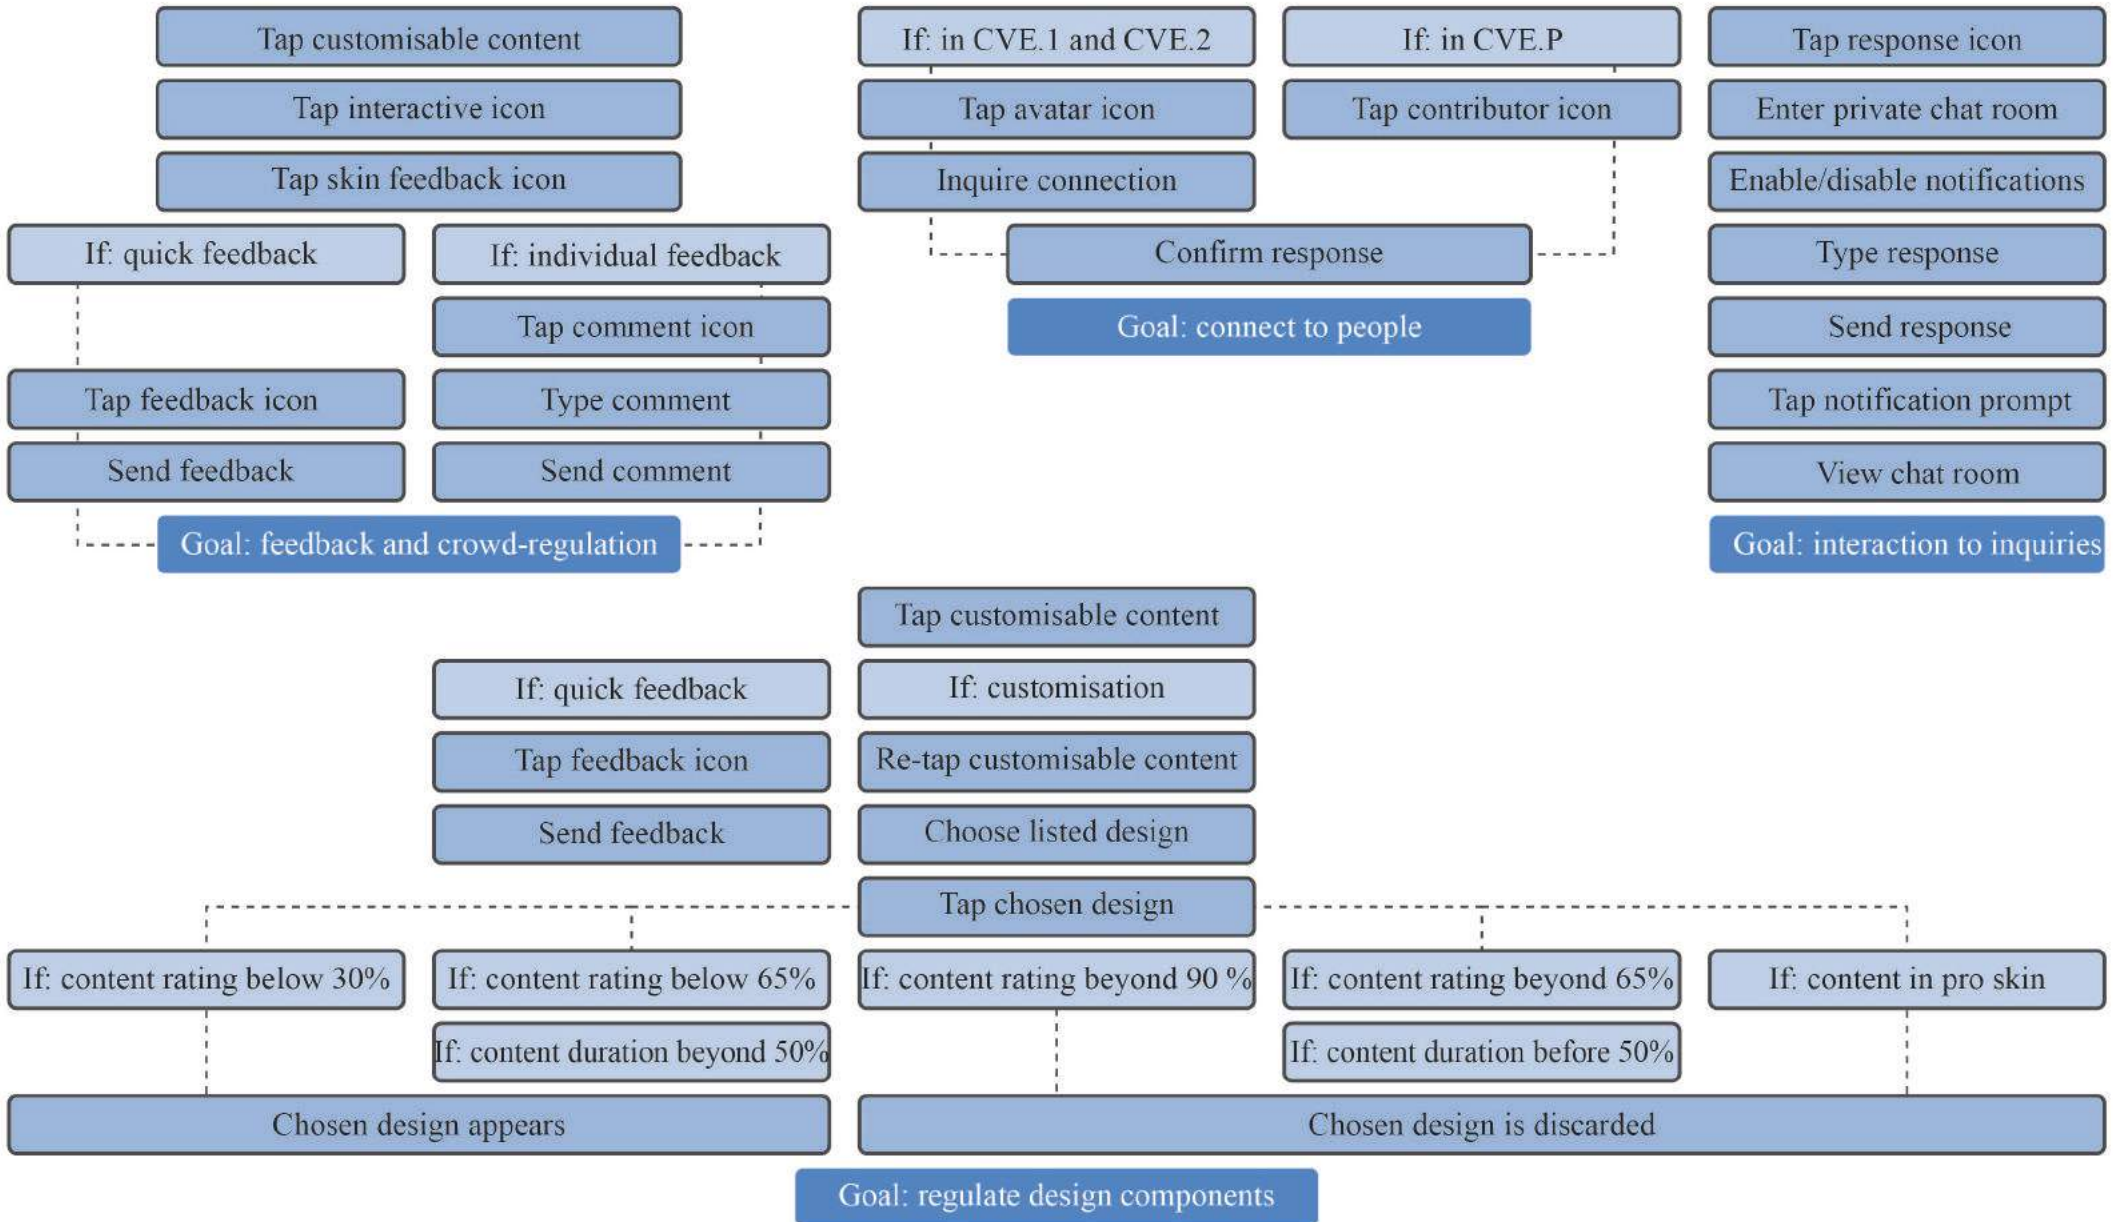 Tap customisable content
Tap interactive icon
Tap skin feedback icon
If: quick feedback
If: individual feedback
Tap comment icon
Tap feedback icon
Type comment
Send feedback
Send comment
Goal: feedback and crowd-regulation
If: in CVE.1 and CVE.2
If: in CVE.P
Tap avatar icon
Tap contributor icon
Inquire connection
Confirm response
Goal: connect to people
Tap response icon
Enter private chat room
Enable/disable notifications
Type response
Send response
Tap notification prompt
View chat room
Goal: interaction to inquiries
Tap customisable content
If: quick feedback
If: customisation
Tap feedback icon
Re-tap customisable content
Send feedback
Choose listed design
Tap chosen design
If: content rating below 30%
If: content rating below 65%
If: content rating beyond 90 %
If: content rating beyond 65%
If: content in pro skin
If: content duration beyond 50%
If: content duration before 50%
Chosen design appears
Chosen design is discarded
Goal: regulate design components